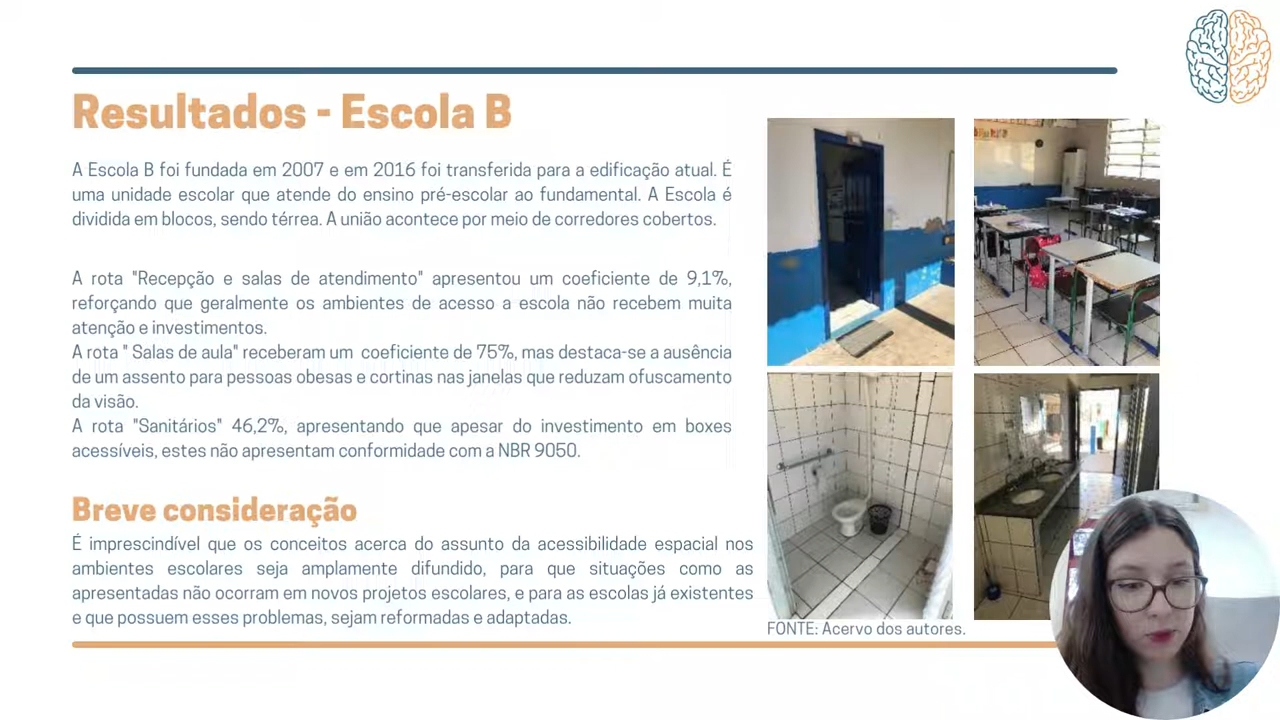 Resultados - Escola B
A Escola B foi fundada em 2007 e em 2016 foi transferida para a edificação atual. É
uma unidade escolar que atende do ensino pré-escolar ao fundamental. A Escola é
dividida em blocos, sendo térrea. A união acontece por meio de corredores cobertos.
A rota "Recepção e salas de atendimento" apresentou um coeficiente de 9,1%,
reforçando que geralmente os ambientes de acesso a escola não recebem muita
atenção e investimentos.
A rota " Salas de aula" receberam um coeficiente de 75%, mas destaca-se a ausência
de um assento para pessoas obesas e cortinas nas janelas que reduzam ofuscamento
da visão.
A rota "Sanitários" 46,2%, apresentando que apesar do investimento em boxes
acessíveis, estes não apresentam conformidade com a NBR 9050.
Breve consideração
É imprescindível que os conceitos acerca do assunto da acessibilidade espacial nos
ambientes escolares seja amplamente difundido, para que situações como as
apresentadas não ocorram em novos projetos escolares, e para as escolas já existentes
e que possuem esses problemas, sejam reformadas e adaptadas.
FONTE: Acervo dos autores.